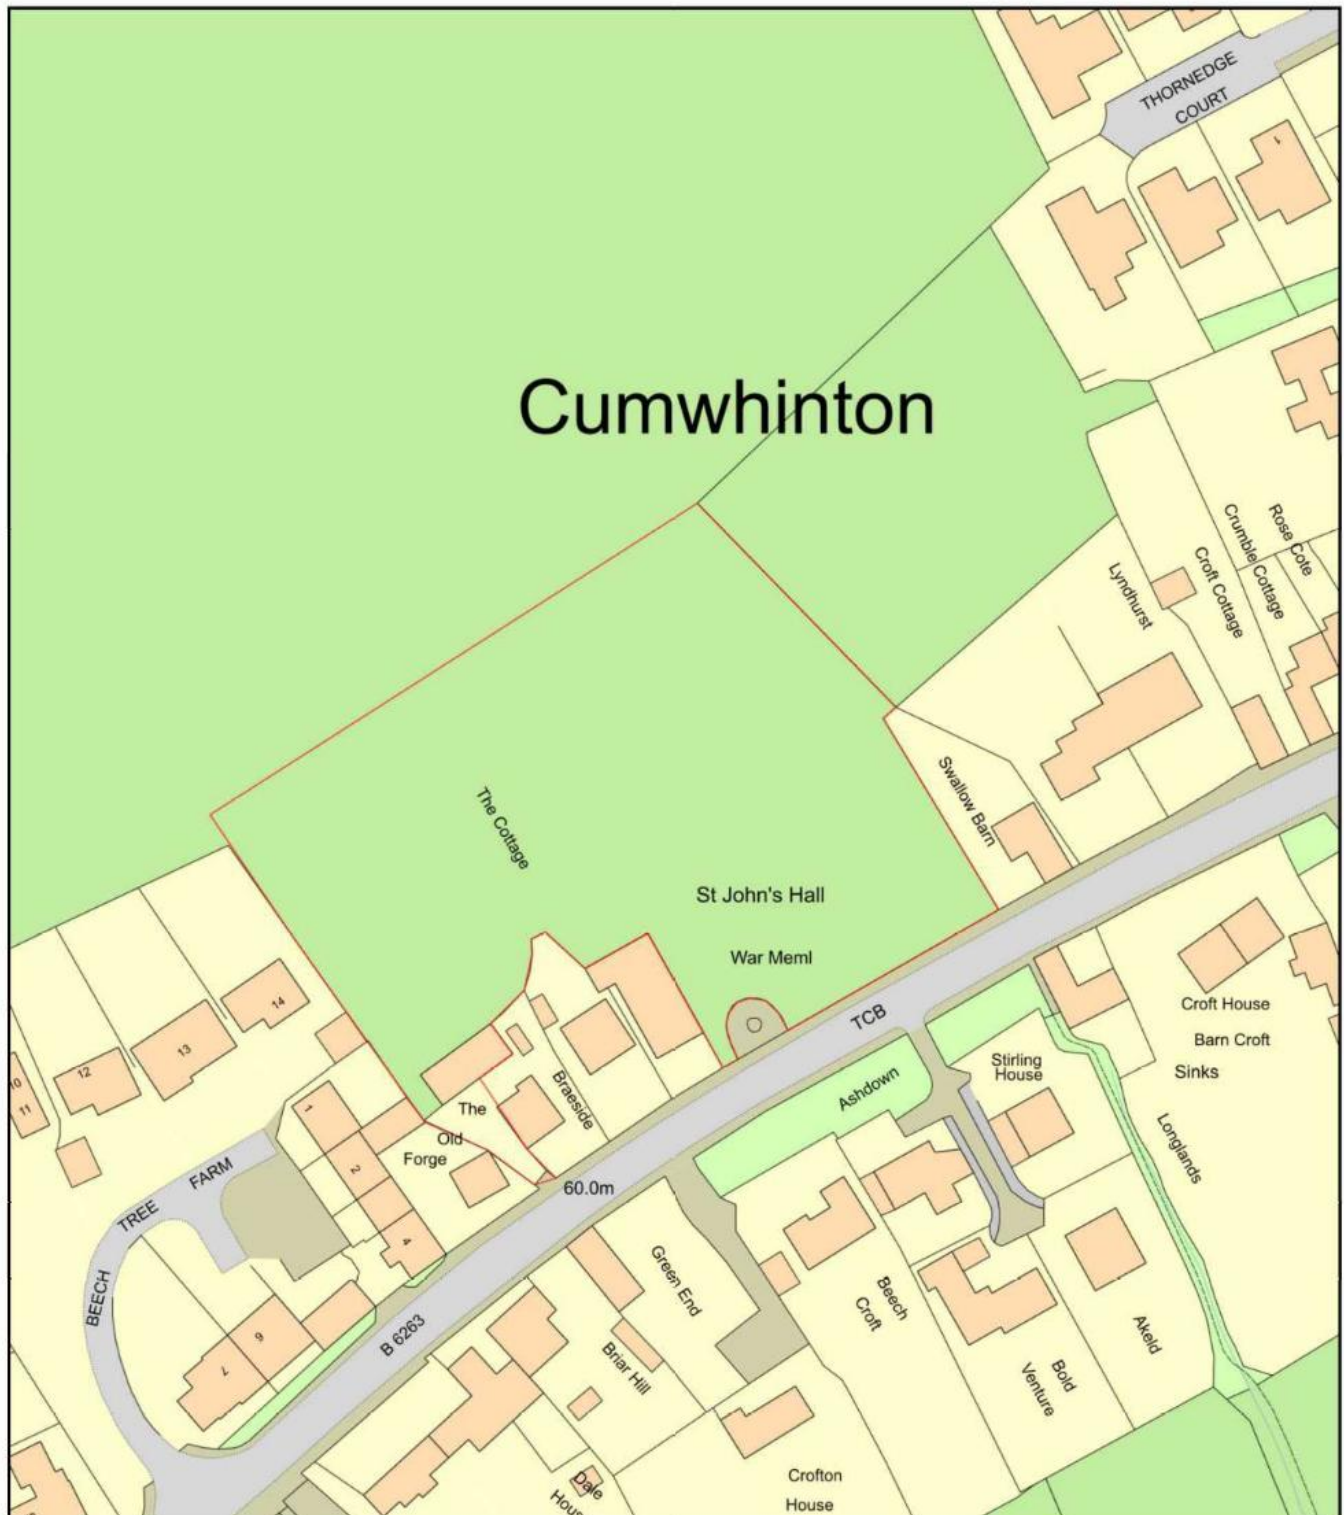 THORNEDGE
COURT
1
Cumwhinton
Rose Cote
Crumble Cottage
Croft Cottage
Lyndhurst
Swallow Barn
The Cottage
St John's Hall
War Meml
TCB
14
13
12
10
11
1
2
4
The
Old
Forge
Braeside
60.0m
Ashdown
Stirling
House
Croft House
Barn Croft
Sinks
Longlands
BEECH
TREE
FARM
6
7
B 6263
Green End
Briar Hill
Beech
Croft
Akeld
Bold
Venture
Dale
Crofton
House